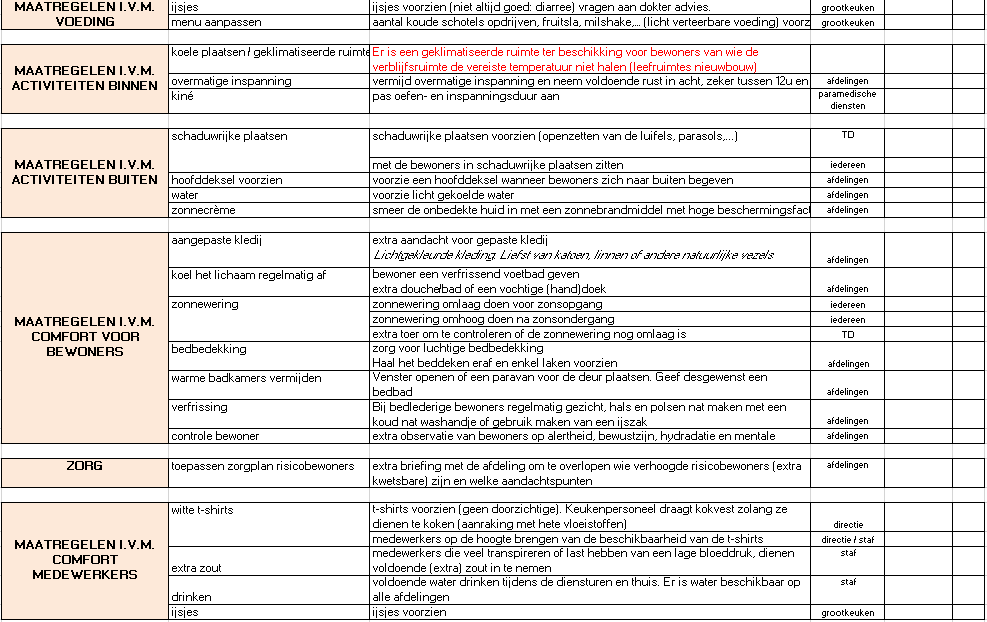 MAATREGELEN I.V.M. VOEDING
ijsjes
ijsjes voorzien (niet altijd goed: diarree) vragen aan dokter advies.
grootkeuken
menu aanpassen
aantal koude schotels opdrijven, fruitsla, milkshake,... (licht verteerbare voeding) voorz
grootkeuken
MAATREGELEN I.V.M. ACTIVITEITEN BINNEN
koele plaatsen / geklimatiseerde ruimte
Er is een geklimatiseerde ruimte ter beschikking voor bewoners van wie de
verblijfsruimte de vereiste temperatuur niet halen (leefruimtes nieuwbouw)
overmatige inspanning
vermijd overmatige inspanning en neem voldoende rust in acht, zeker tussen 12u en
afdelingen
kiné
pas oefen- en inspanningsduur aan
paramedische
diensten
MAATREGELEN I.V.M.
ACTIVITEITEN BUITEN
schaduwrijke plaatsen
schaduwrijke plaatsen voorzien (openzetten van de luifels, parasols,...)
TD
met de bewoners in schaduwrijke plaatsen zitten
iedereen
hoofddeksel voorzien
voorzie een hoofddeksel wanneer bewoners zich naar buiten begeven
afdelingen
water
voorzie licht gekoelde water
afdelingen
zonnecrème
smeer de onbedekte huid in met een zonnebrandmiddel met hoge beschermingsfact
afdelingen
MAATREGELEN I.V.M.
COMFORT VOOR
BEWONERS
aangepaste kledij
extra aandacht voor gepaste kledij
Lichtgekleurde kleding. Liefst van katoen, linnen of andere natuurlijke vezels
afdelingen
koel het lichaam regelmatig af
bewoner een verfrissend voetbad geven
extra douche/bad of een vochtige (hand)doek
afdelingen
zonnewering
zonnewering omlaag doen voor zonsopgang
iedereen
zonnewering omhoog doen na zonsondergang
iedereen
extra toer om te controleren of de zonnewering nog omlaag is
TD
bedbedekking
zorg voor luchtige bedbedekking
Haal het beddeken eraf en enkel laken voorzien
afdelingen
warme badkamers vermijden
Venster openen of een paravan voor de deur plaatsen. Geef desgewenst een
bedbad
afdelingen
verfrissing
Bij bedlederige bewoners regelmatig gezicht, hals en polsen nat maken met een
koud nat washandje of gebruik maken van een ijszak
afdelingen
controle bewoner
extra observatie van bewoners op alertheid, bewustzijn, hydradatie en mentale
afdelingen
ZORG
toepassen zorgplan risicobewoners
extra briefing met de afdeling om te overlopen wie verhoogde risicobewoners (extra
kwetsbare) zijn en welke aandachtspunten
afdelingen
MAATREGELEN I.V.M.
COMFORT
MEDEWERKERS
witte t-shirts
t-shirts voorzien (geen doorzichtige). Keukenpersoneel draagt kokvest zolang ze
dienen te koken (aanraking met hete vloeistoffen)
directie
medewerkers op de hoogte brengen van de beschikbaarheid van de t-shirts
directie / staf
extra zout
medewerkers die veel transpireren of last hebben van een lage bloeddruk, dienen
voldoende (extra) zout in te nemen
staf
drinken
voldoende water drinken tijdens de diensturen en thuis. Er is water beschikbaar op
alle afdelingen
staf
ijsjes
ijsjes voorzien
grootkeuken